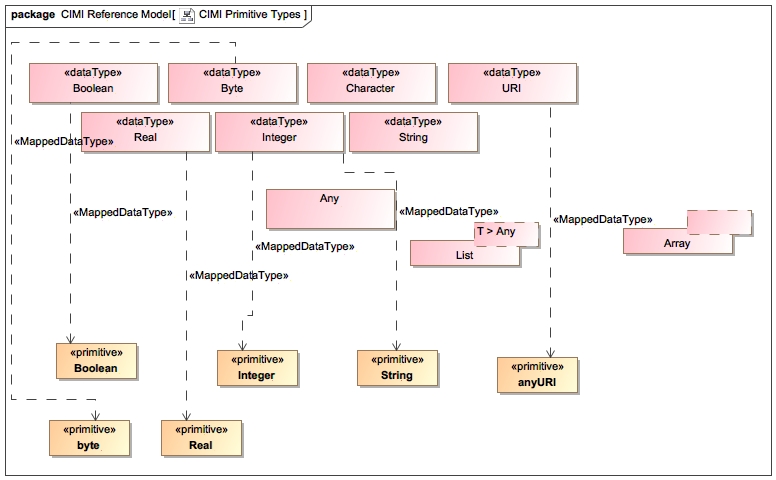 package CIMI Reference Model[ CIMI Primitive Types ]
«dataType»
Boolean
«dataType»
Byte
«dataType»
Character
«dataType»
URI
«MappedDataType»
«dataType»
Real
«dataType»
Integer
«dataType»
String
Any
«MappedDataType»
«MappedDataType»
«MappedDataType»
T > Any
List
Array
«MappedDataType»
«MappedDataType»
«primitive»
Boolean
«primitive»
Integer
«primitive»
String
«primitive»
anyURI
«primitive»
byte
«primitive»
Real